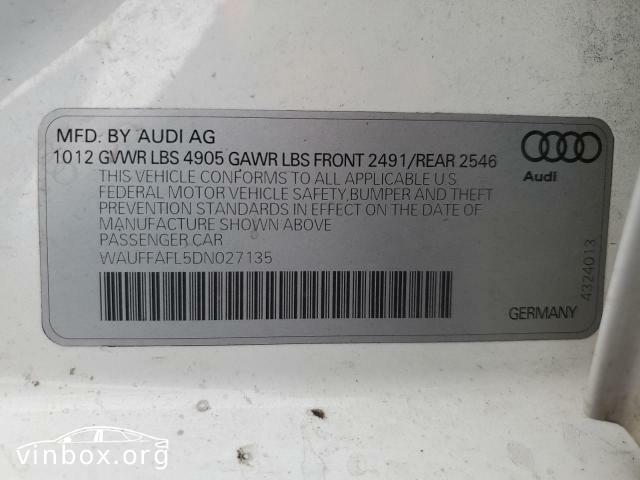 MFD. BY AUDI AG
1012 GVWR LBS 4905 GAWR LBS FRONT 2491/REAR 2546
THIS VEHICLE CONFORMS TO ALL APPLICABLE U S
FEDERAL MOTOR VEHICLE SAFETY,BUMPER AND THEFT
PREVENTION STANDARDS IN EFFECT ON THE DATE OF
MANUFACTURE SHOWN ABOVE
PASSENGER CAR
WAUFFAFL5DN027135
Audi
4324013
GERMANY
vinbox.org